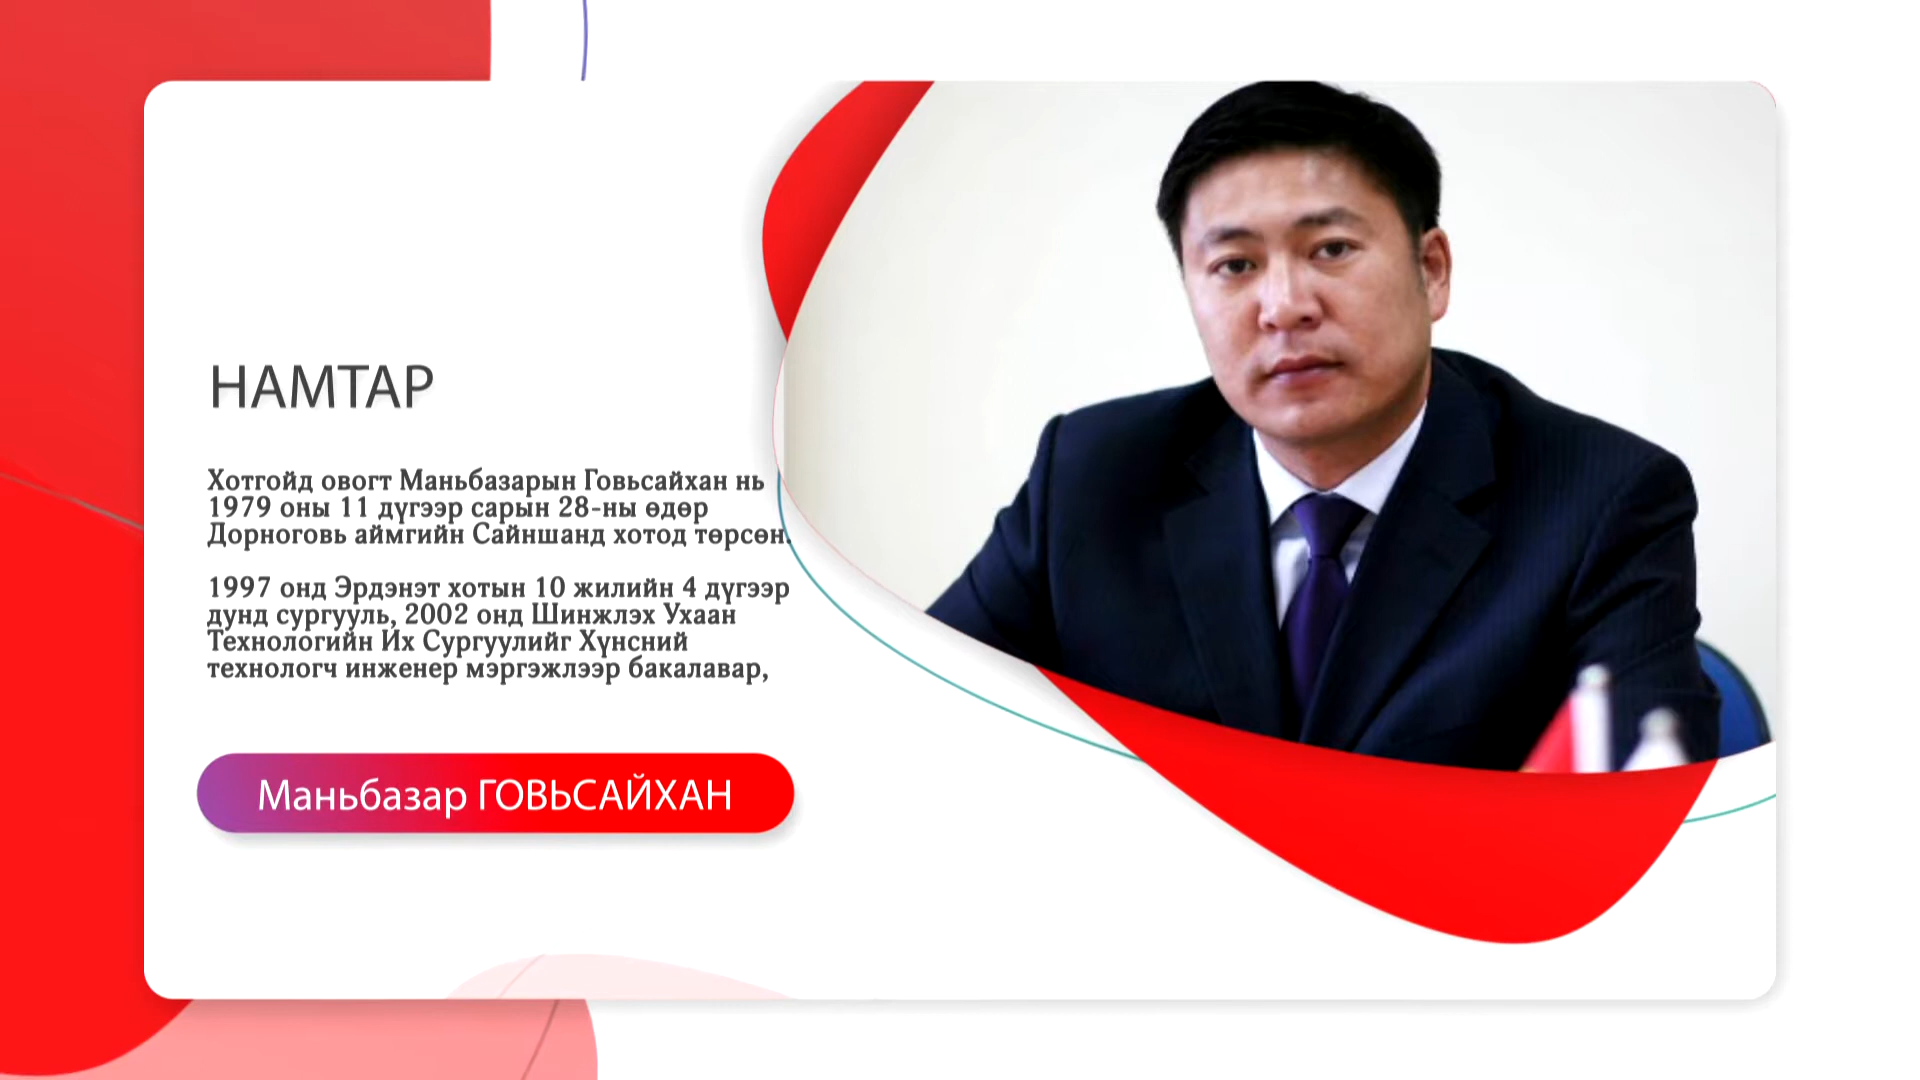 НАМТАР
Хотгойд овогт Маньбазарын Говьсайхан нь
1979 оны 11 дүгээр сарын 28-ны өдөр
Дорноговь аймгийн Сайншанд хотод төрсөн.
1997 онд Эрдэнэт хотын 10 жилийн 4 дүгээр
дунд сургууль, 2002 онд Шинжлэх Ухаан
Технологийн Их Сургуулийг Хүнсний
технологч инженер мэргэжлээр бакалавар,
Маньбазар ГОВЬСАЙХАН